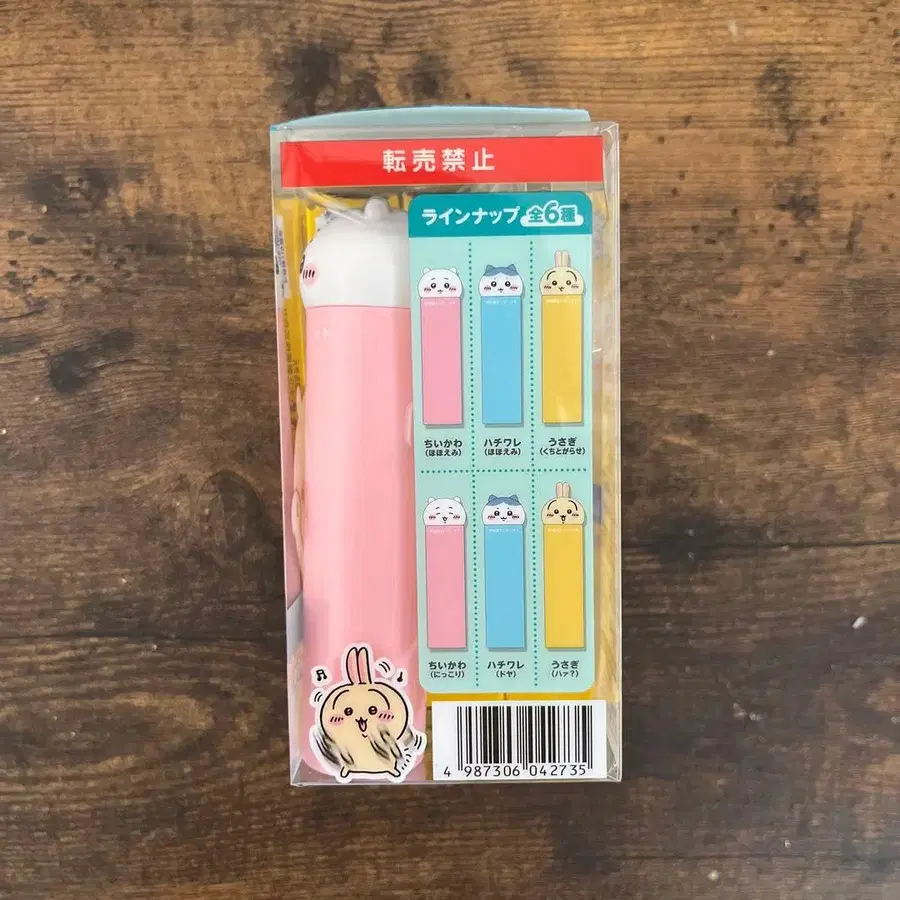 転売禁止
ラインナップ 全6種
ちいかわ
(ほほえみ)
ハチワレ
(ほほえみ)
うさぎ
(くちとがらせ)
ちいかわ
(にっこり)
ハチワレ
(ドヤ)
うさぎ
(ハァ?)
4 987306 042735